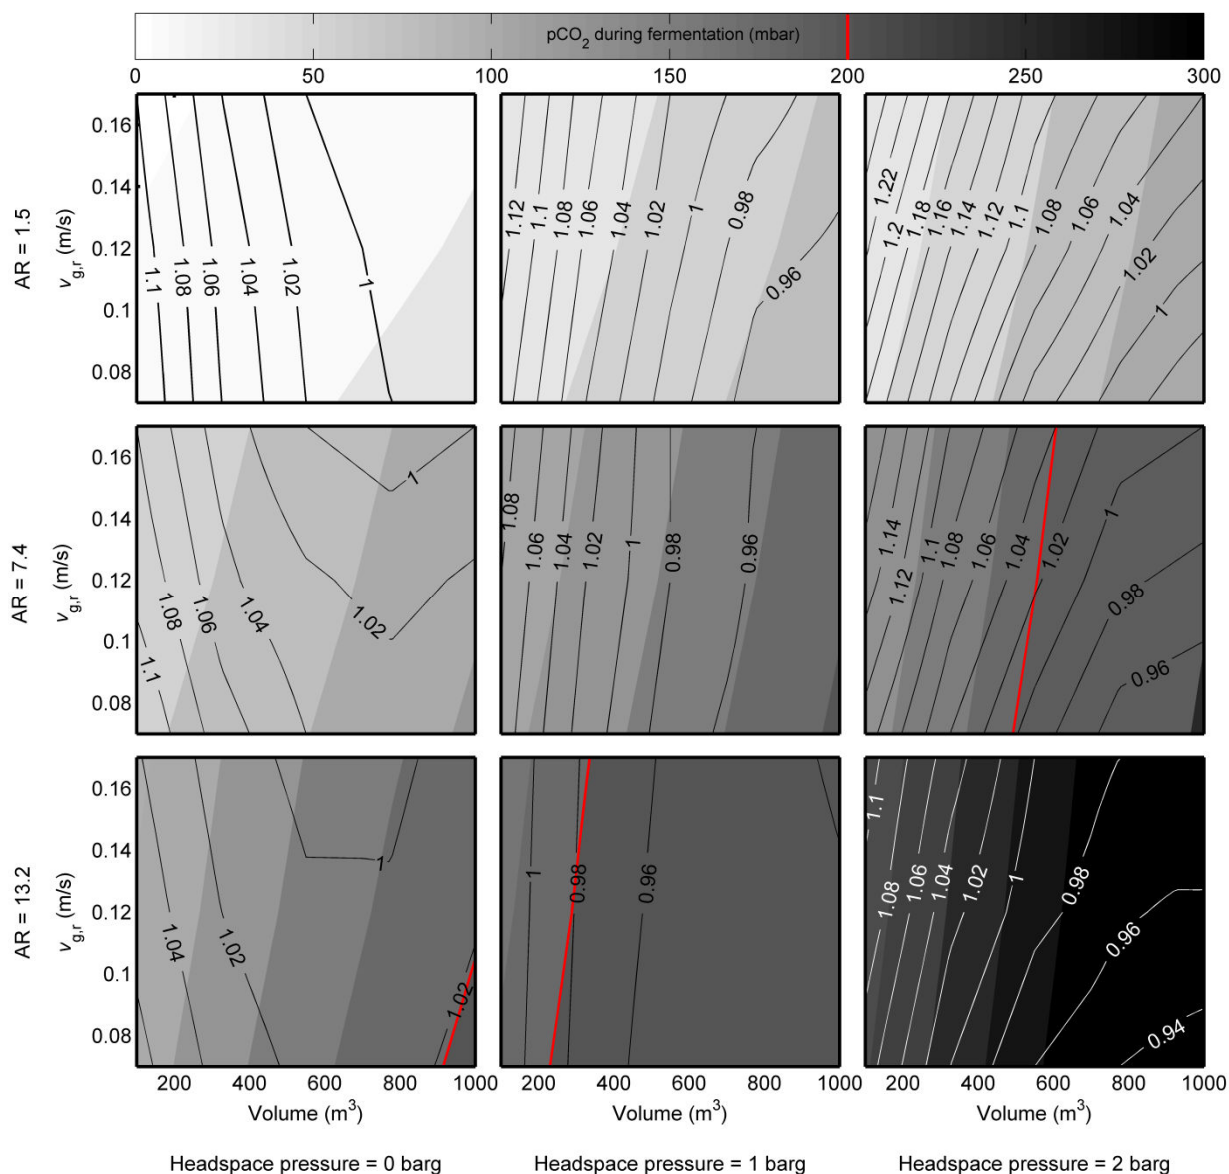 pCO2 during fermentation (mbar)
0 50 100 150 200 250 300
AR = 1.5
vg,r (m/s)
0.16
0.14
0.12
0.1
0.08
1.1 1.08 1.06 1.04 1.02 1
1.12 1.1 1.08 1.06 1.04 1.02 1 0.98 0.96
1.22 1.2 1.18 1.16 1.14 1.12 1.1 1.08 1.06 1.04 1.02 1
AR = 7.4
vg,r (m/s)
0.16
0.14
0.12
0.1
0.08
1.1 1.08 1.06 1.04 1.02 1
1.08 1.06 1.04 1.02 1 0.98 0.96
1.14 1.12 1.1 1.08 1.06 1.04 1.02 1 0.98 0.96
AR = 13.2
vg,r (m/s)
0.16
0.14
0.12
0.1
0.08
1.04 1.02 1 1.02
1 0.98 0.96
1.1 1.08 1.06 1.04 1.02 1 0.98 0.96 0.94
200 400 600 800 1000 200 400 600 800 1000 200 400 600 800 1000
Volume (m3) Volume (m3) Volume (m3)
Headspace pressure = 0 barg Headspace pressure = 1 barg Headspace pressure = 2 barg